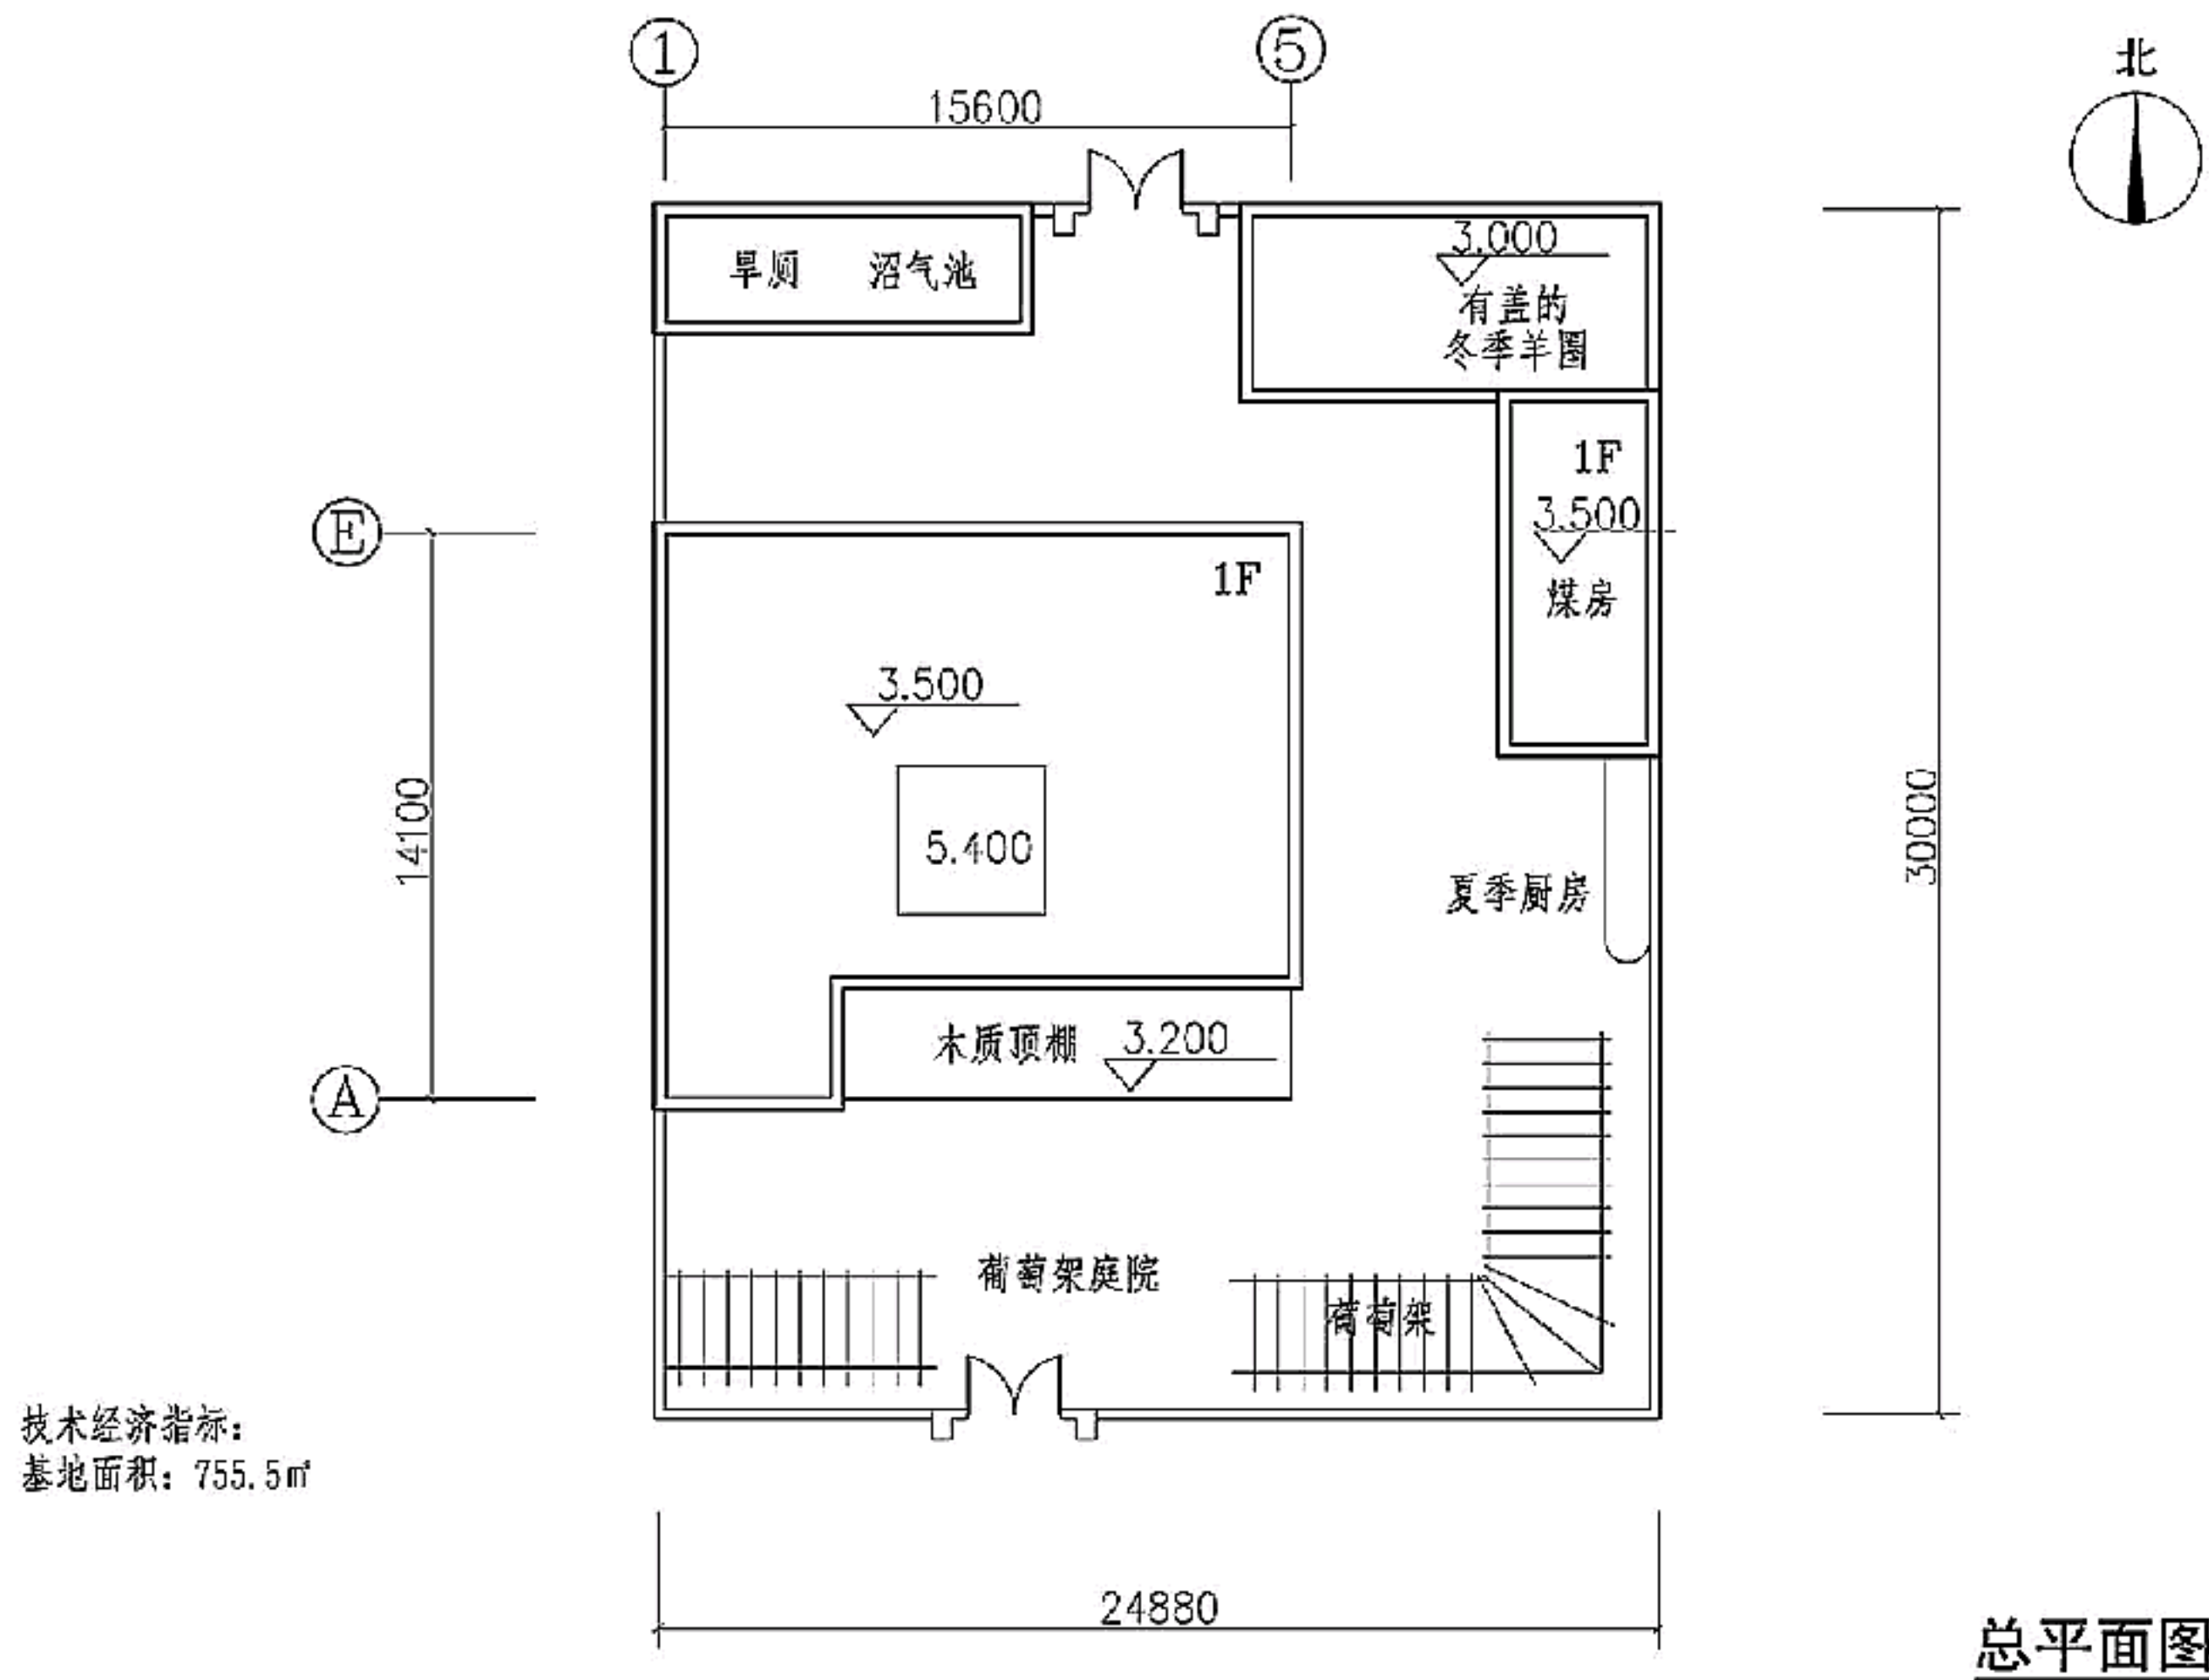 1
5
15600
北
旱厕 沼气池
3.000
有盖的
冬季羊圈
1F
3.500
煤房
E
1F
3.500
5.400
14100
30000
夏季厨房
木质顶棚 3.200
A
葡萄架庭院
葡萄架
技术经济指标:
基地面积: 755.5㎡
24880
总平面图